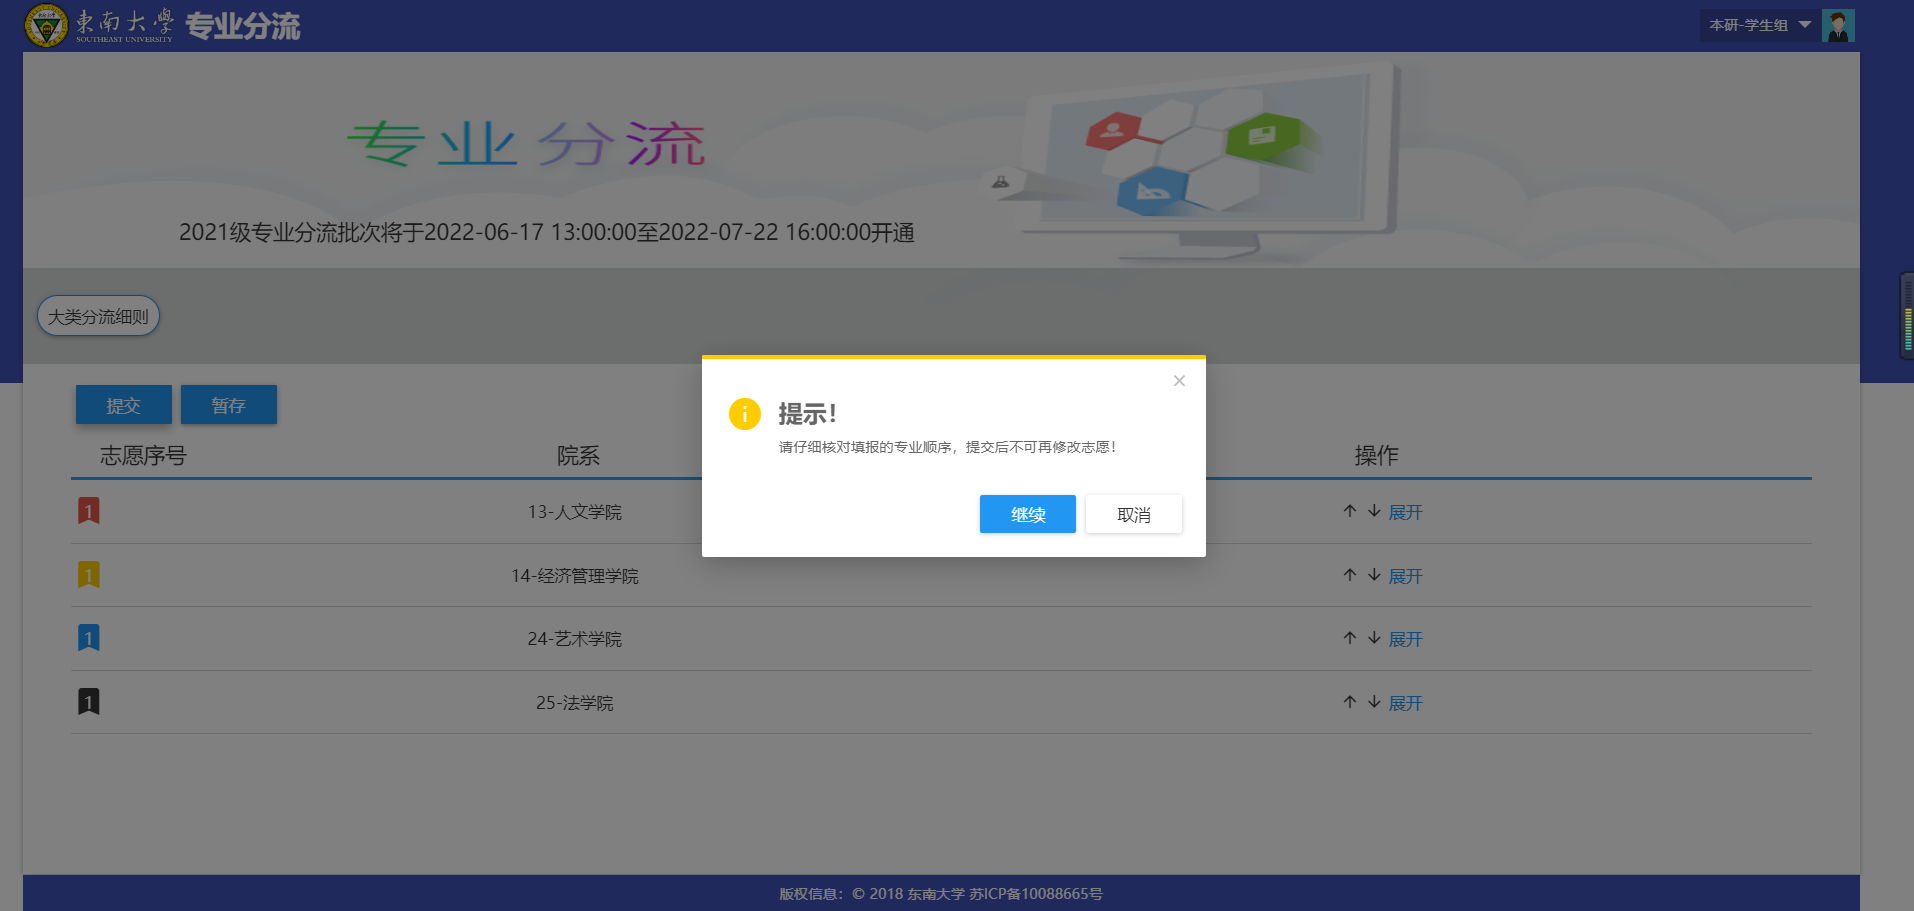 東南大學 专业分流
SOUTHEAST UNIVERSITY
本研-学生组
专业分流
2021级专业分流批次将于2022-06-17 13:00:00至2022-07-22 16:00:00开通
大类分流细则
提交 暂存
志愿序号 院系 操作
1 13-人文学院 展开
1 14-经济管理学院 展开
1 24-艺术学院 展开
1 25-法学院 展开
提示！
请仔细核对填报的专业顺序，提交后不可再修改志愿！
继续 取消
版权信息：© 2018 东南大学 苏ICP备10088665号